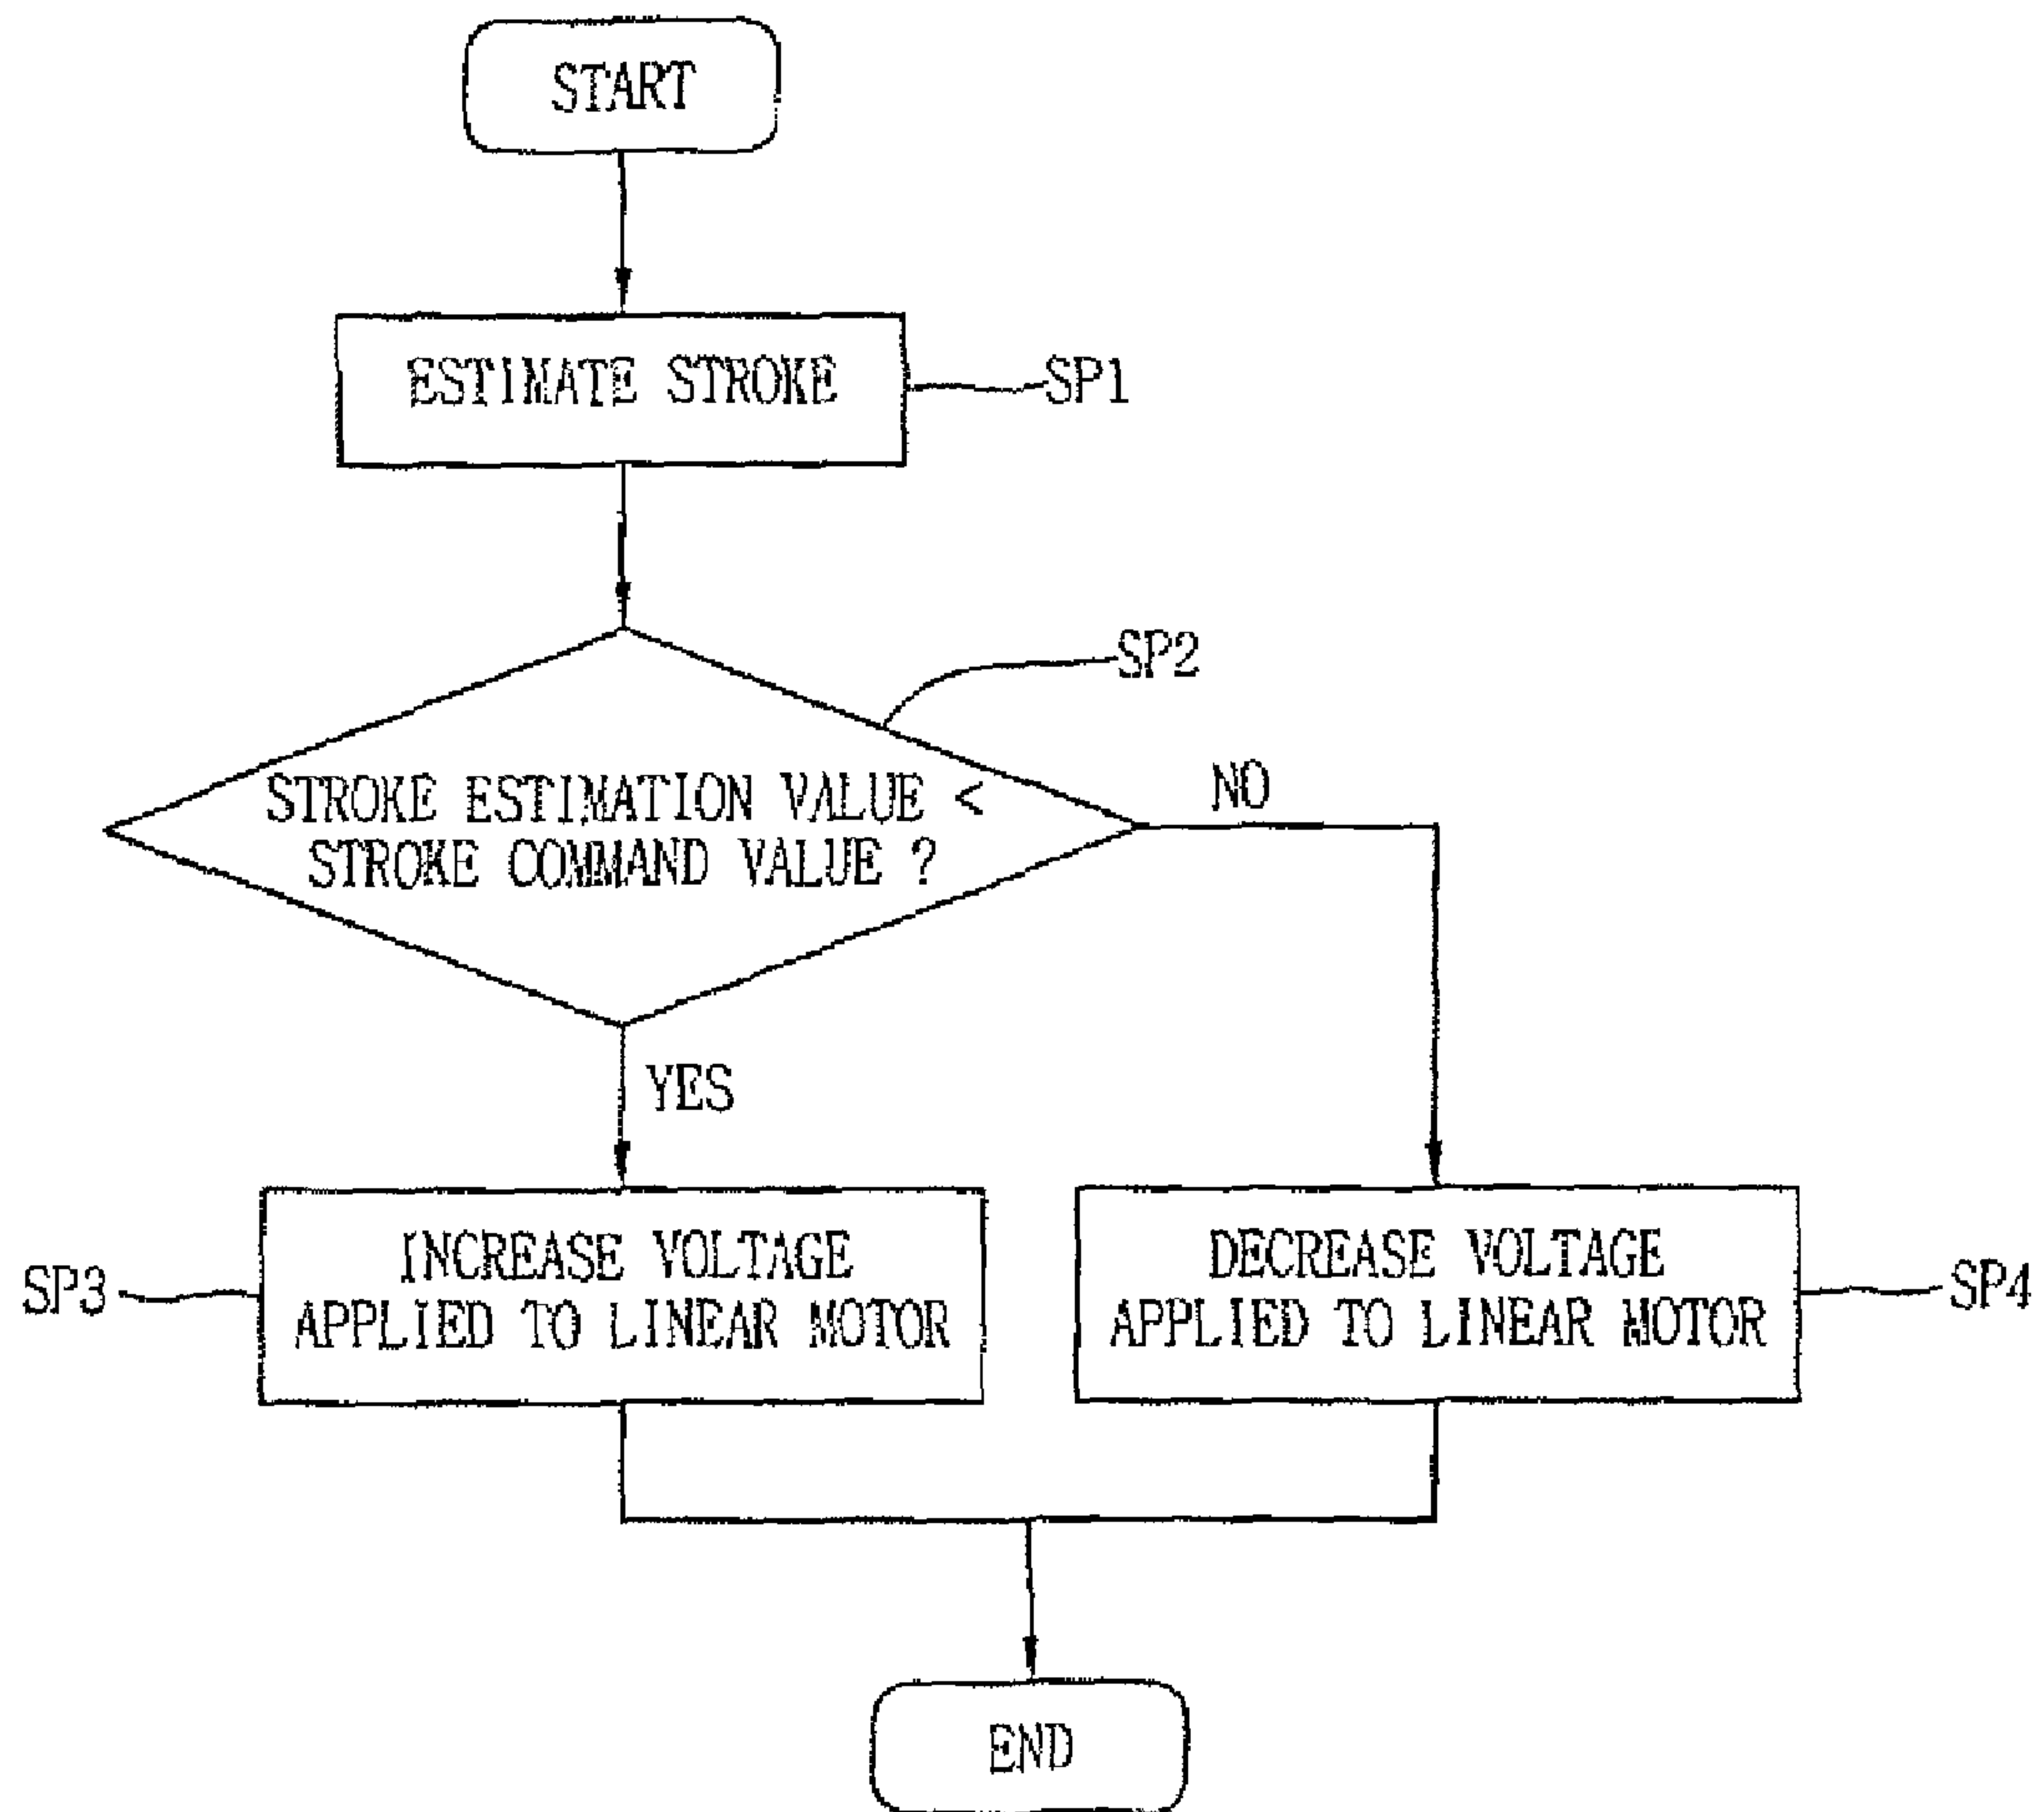 START
ESTIMATE STROKE
SP1
SP2
STROKE ESTIMATION VALUE <
STROKE COMMAND VALUE ?
NO
YES
SP3
INCREASE VOLTAGE
APPLIED TO LINEAR MOTOR
DECREASE VOLTAGE
APPLIED TO LINEAR MOTOR
SP4
END